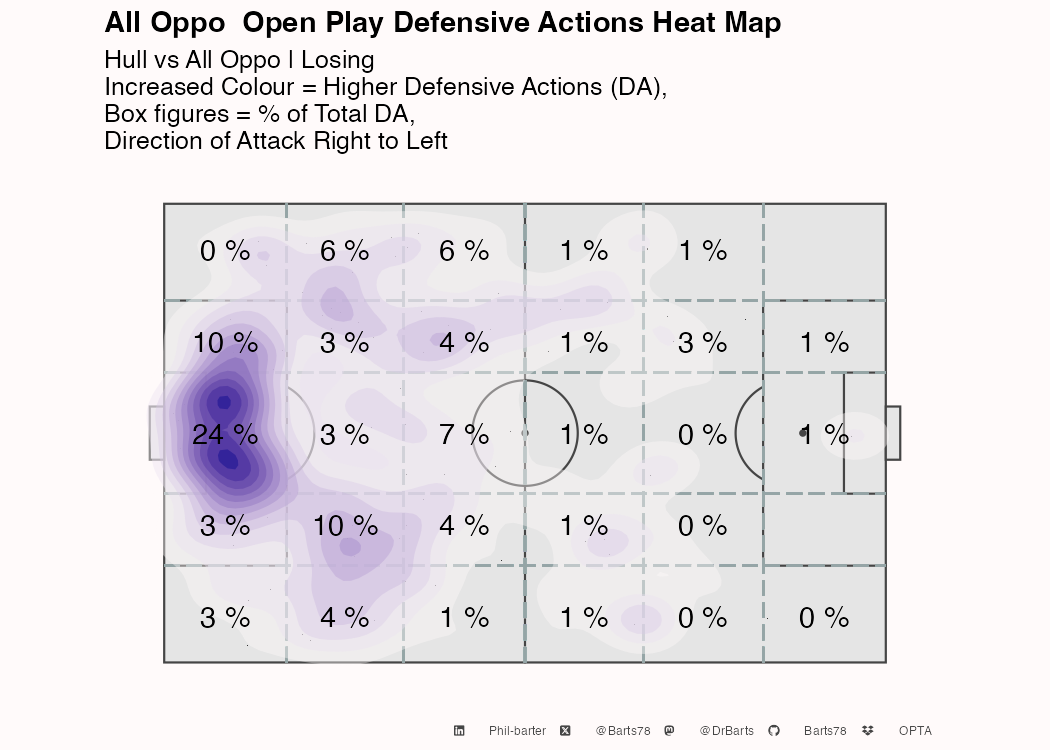 All Oppo  Open Play Defensive Actions Heat Map
Hull vs All Oppo | Losing
Increased Colour = Higher Defensive Actions (DA),
Box figures = % of Total DA,
Direction of Attack Right to Left
0 % 6 % 6 % 1 % 1 %
10 % 3 % 4 % 1 % 3 % 1 %
24 % 3 % 7 % 1 % 0 % 1 %
3 % 10 % 4 % 1 % 0 %
3 % 4 % 1 % 1 % 0 % 0 %
Phil-barter @Barts78 @DrBarts Barts78 OPTA